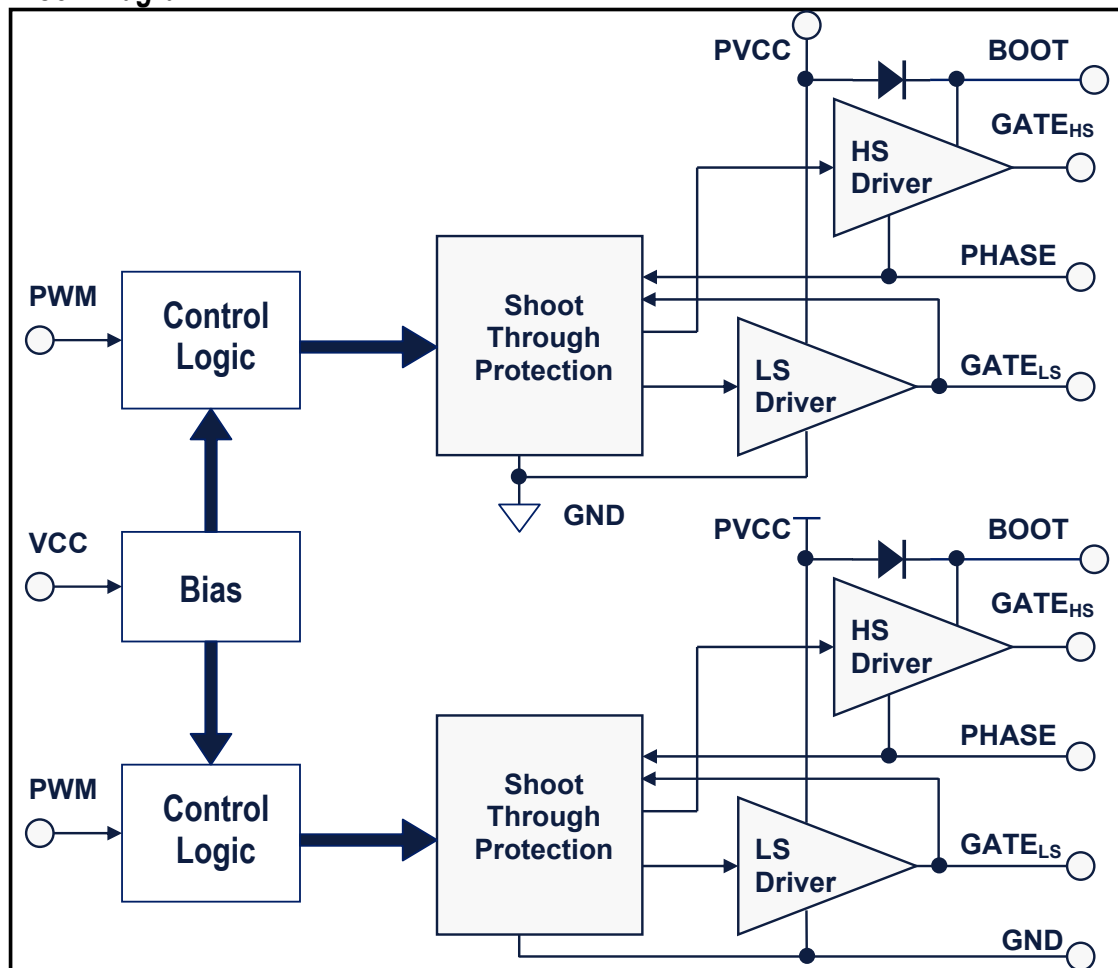 PVCC
BOOT
GATEHS
HS
Driver
PHASE
PWM
Control
Logic
Shoot
Through
Protection
LS
Driver
GATELS
GND
VCC
Bias
PVCC
BOOT
GATEHS
HS
Driver
PHASE
PWM
Control
Logic
Shoot
Through
Protection
LS
Driver
GATELS
GND